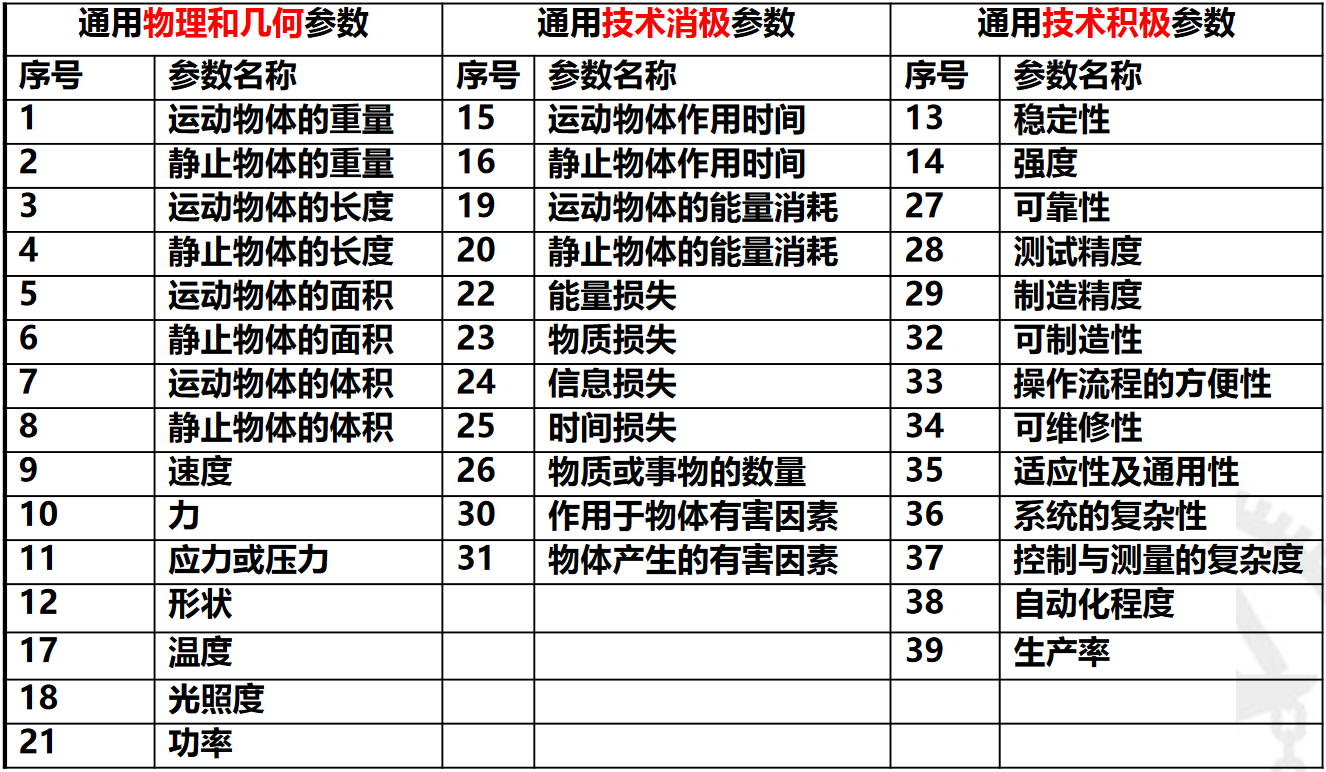 通用物理和几何参数 通用技术消极参数 通用技术积极参数
序号 参数名称 序号 参数名称 序号 参数名称
1 运动物体的重量 15 运动物体作用时间 13 稳定性
2 静止物体的重量 16 静止物体作用时间 14 强度
3 运动物体的长度 19 运动物体的能量消耗 27 可靠性
4 静止物体的长度 20 静止物体的能量消耗 28 测试精度
5 运动物体的面积 22 能量损失 29 制造精度
6 静止物体的面积 23 物质损失 32 可制造性
7 运动物体的体积 24 信息损失 33 操作流程的方便性
8 静止物体的体积 25 时间损失 34 可维修性
9 速度 26 物质或事物的数量 35 适应性及通用性
10 力 30 作用于物体有害因素 36 系统的复杂性
11 应力或压力 31 物体产生的有害因素 37 控制与测量的复杂度
12 形状 38 自动化程度
17 温度 39 生产率
18 光照度
21 功率